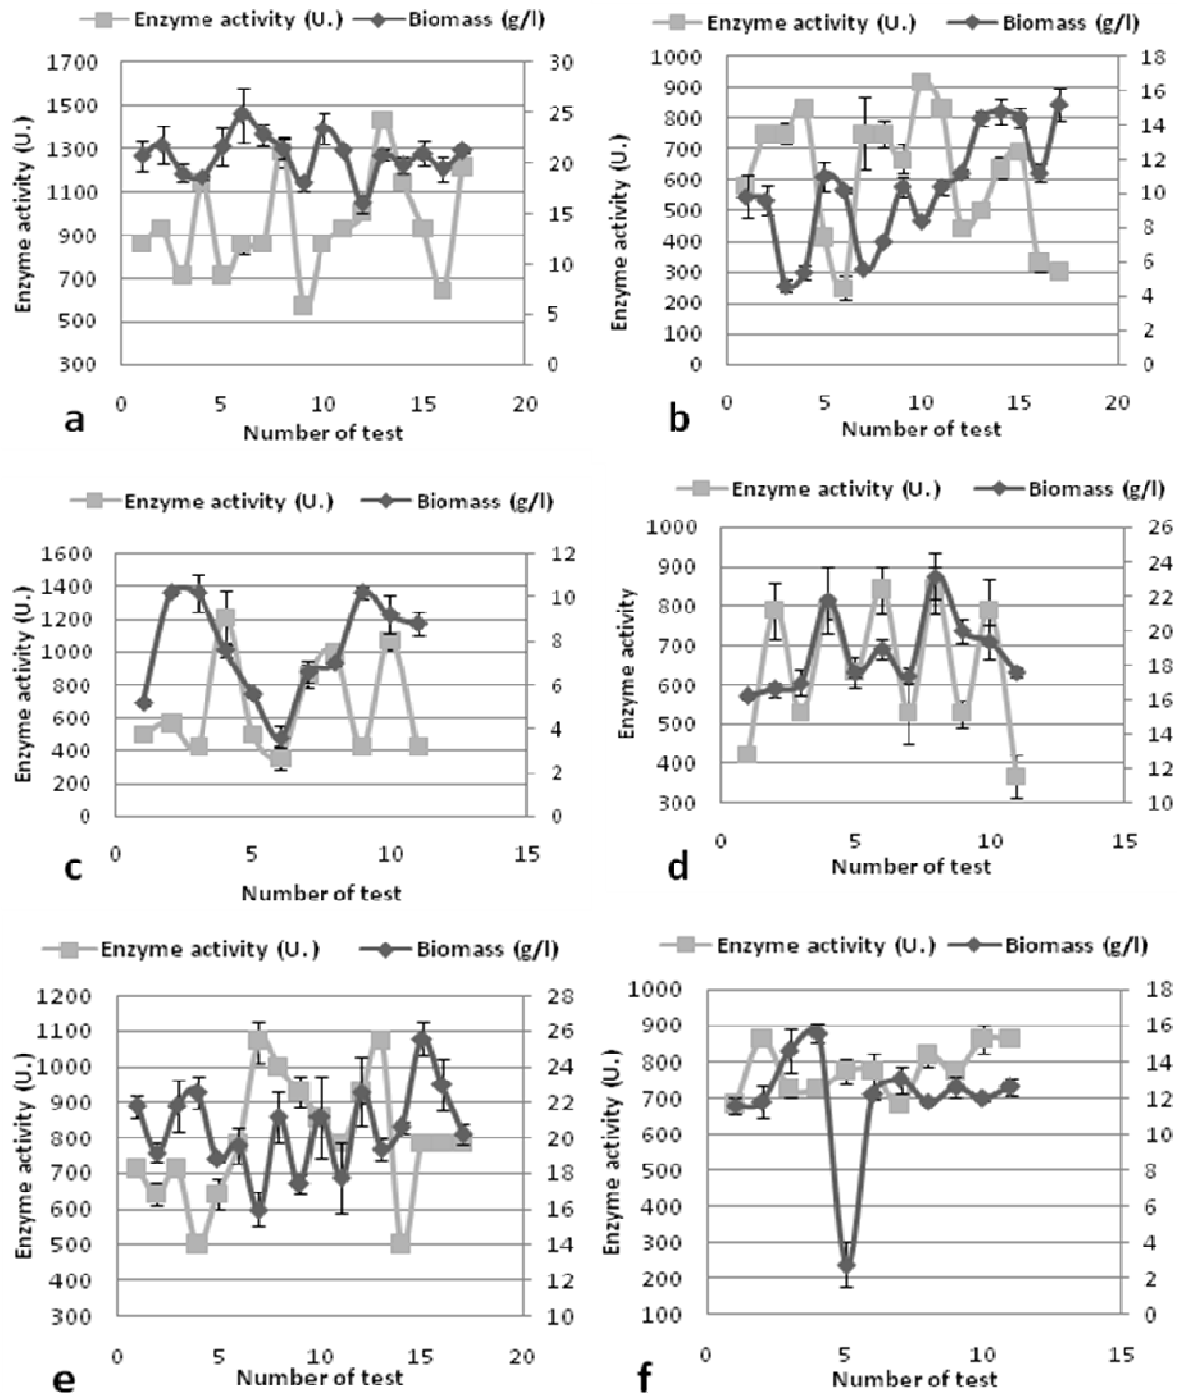 Enzyme activity (U.) Biomass (g/l)
1700 30
1500 25
1300 20
1100 15
900 10
700 5
500 0
300
0 5 10 15 20
Enzyme activity (U.)
a Number of test
Enzyme activity (U.) Biomass (g/l)
1000 18
900 16
800 14
700 12
600 10
500 8
400 6
300 4
200 2
100 0
0
0 5 10 15 20
Enzyme activity (U.)
b Number of test
Enzyme activity (U.) Biomass (g/l)
1600 12
1400 10
1200 8
1000 6
800 4
600 2
400 0
200
0
0 5 10 15
Enzyme activity (U.)
c Number of test
Enzyme activity (U.) Biomass (g/l)
1000 26
900 24
800 22
700 20
600 18
500 16
400 14
300 12
10
0 5 10 15
Enzyme activity
d Number of test
Enzyme activity (U.) Biomass (g/l)
1200 28
1100 26
1000 24
900 22
800 20
700 18
600 16
500 14
400 12
300 10
0 5 10 15 20
Enzyme activity (U.)
e Number of test
Enzyme activity (U.) Biomass (g/l)
1000 18
900 16
800 14
700 12
600 10
500 8
400 6
300 4
200 2
100 0
0 5 10 15
Enzyme activity (U.)
f Number of test